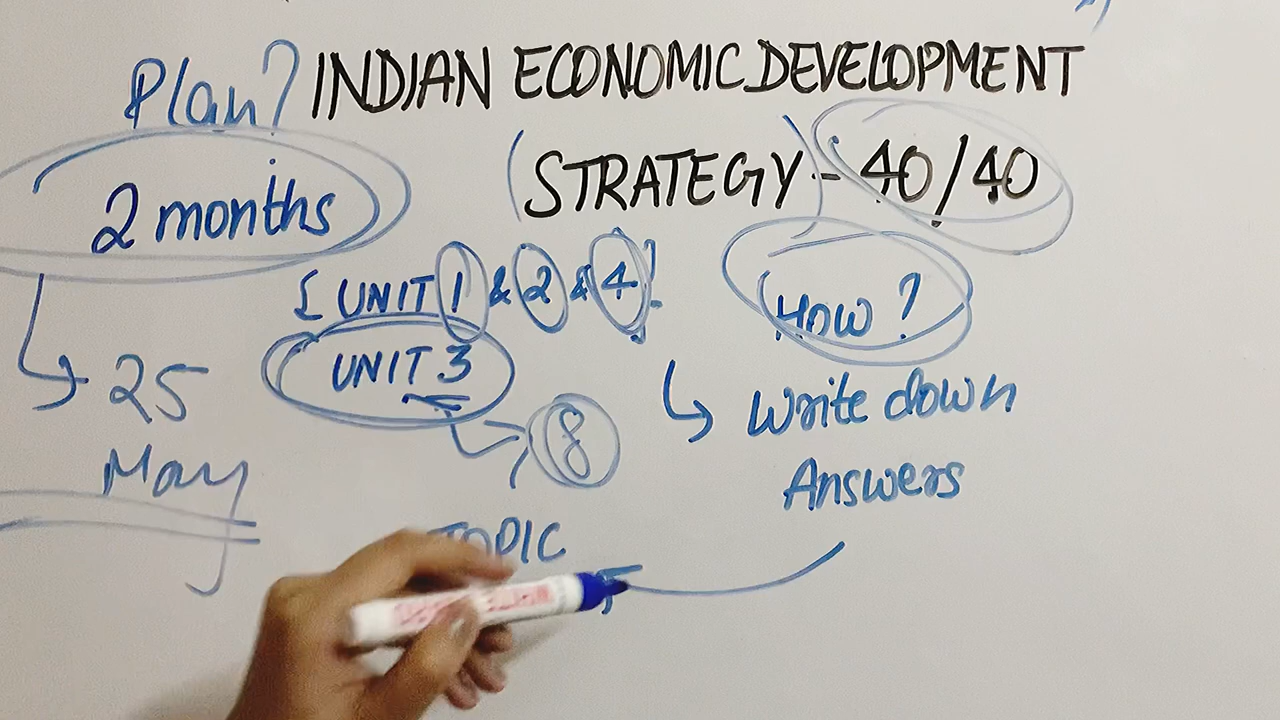 Plan? INDIAN ECONOMIC DEVELOPMENT
(STRATEGY) - 40/40
2 months
[UNIT 1 & 2 & 4]
HOW?
UNIT 3
25
May
8
Write down
Answers
TOPIC